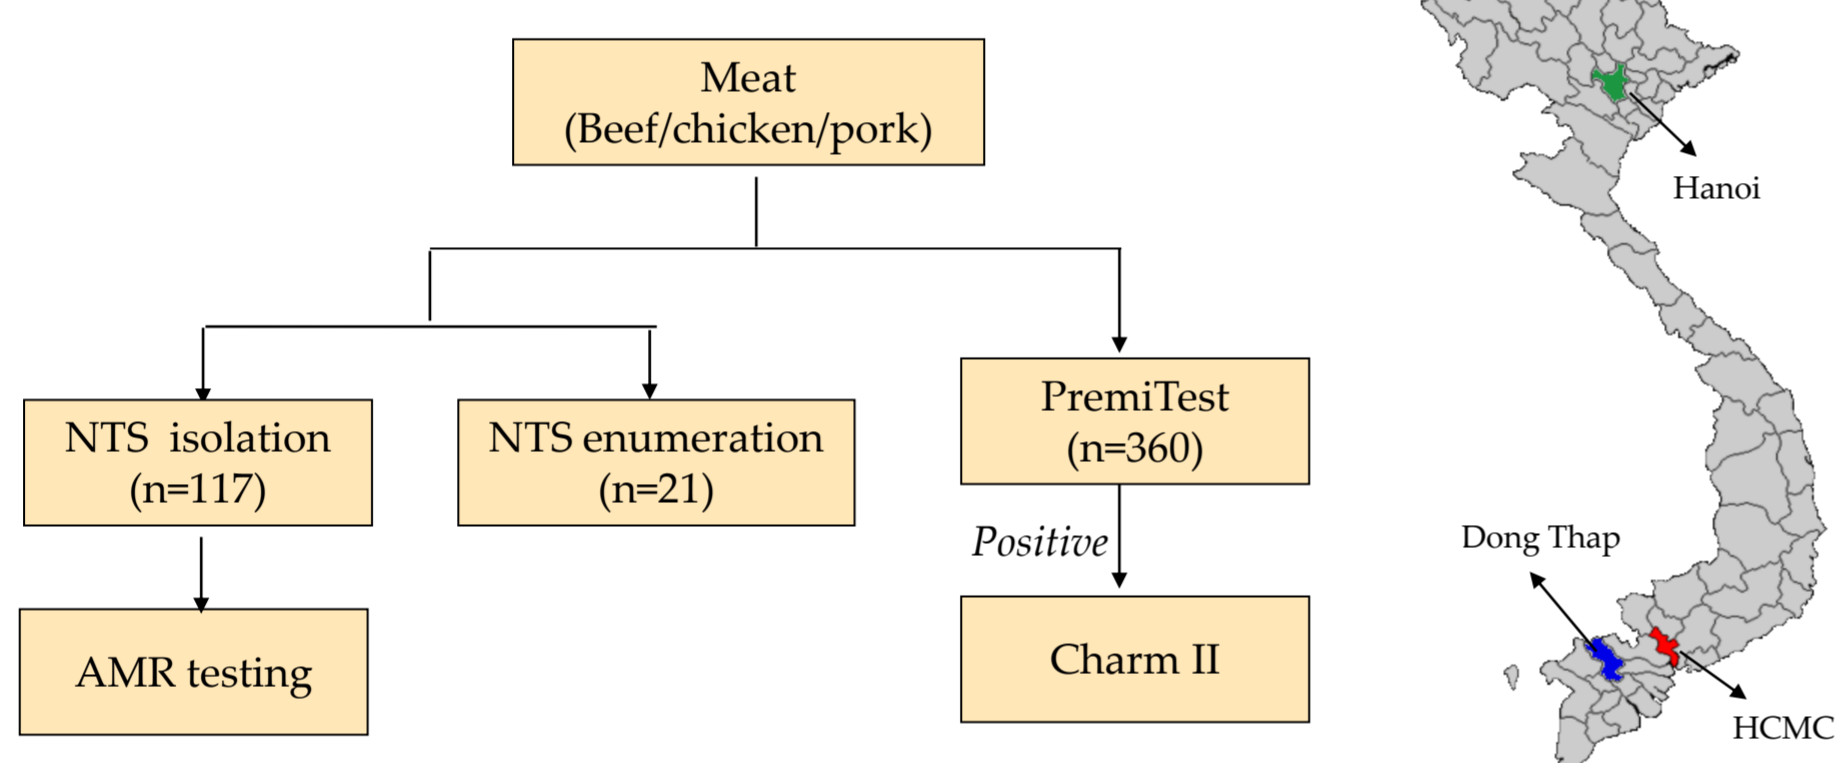 Meat
(Beef/chicken/pork)
NTS isolation
(n=117)
NTS enumeration
(n=21)
PremiTest
(n=360)
Positive
AMR testing
Charm II
Hanoi
Dong Thap
HCMC